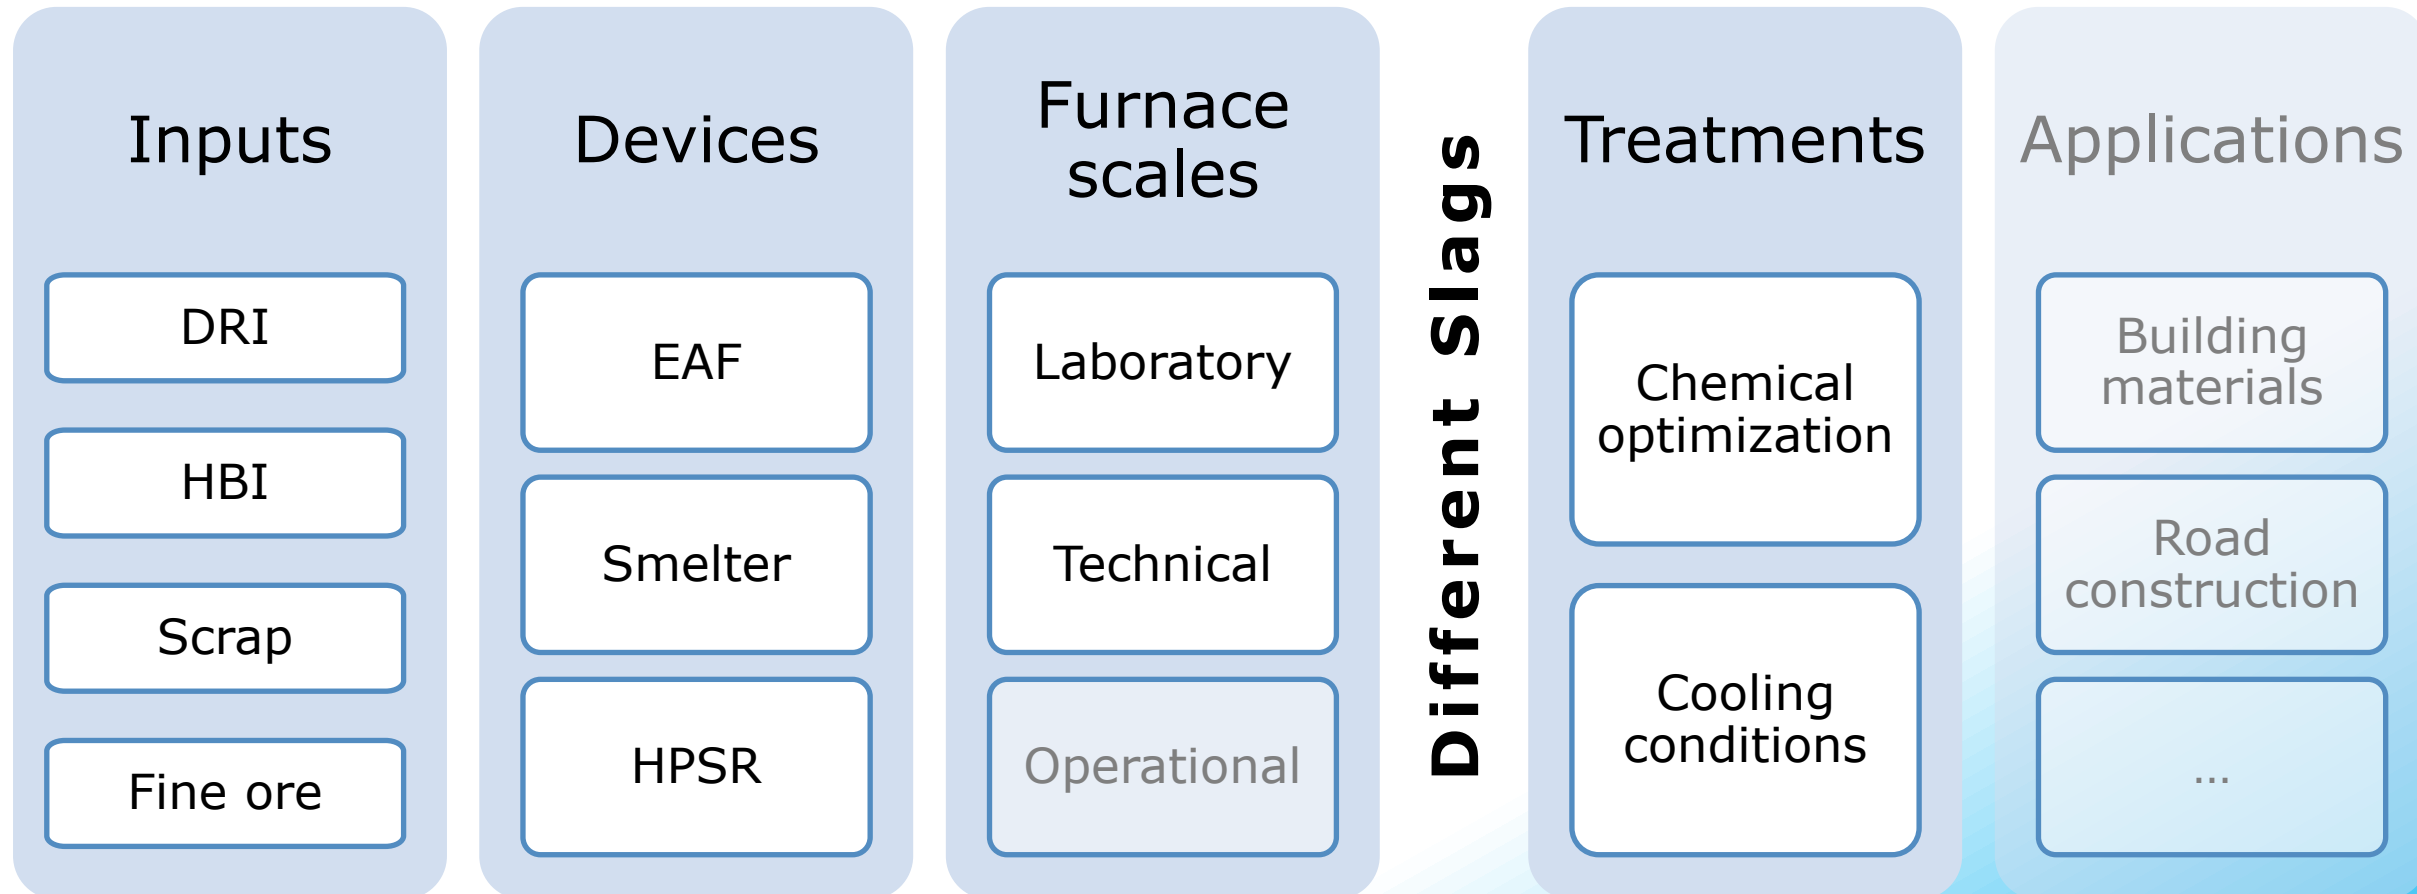 Inputs
DRI
HBI
Scrap
Fine ore
Devices
EAF
Smelter
HPSR
Furnace
scales
Laboratory
Technical
Operational
Different Slags
Treatments
Chemical
optimization
Cooling
conditions
Applications
Building
materials
Road
construction
...